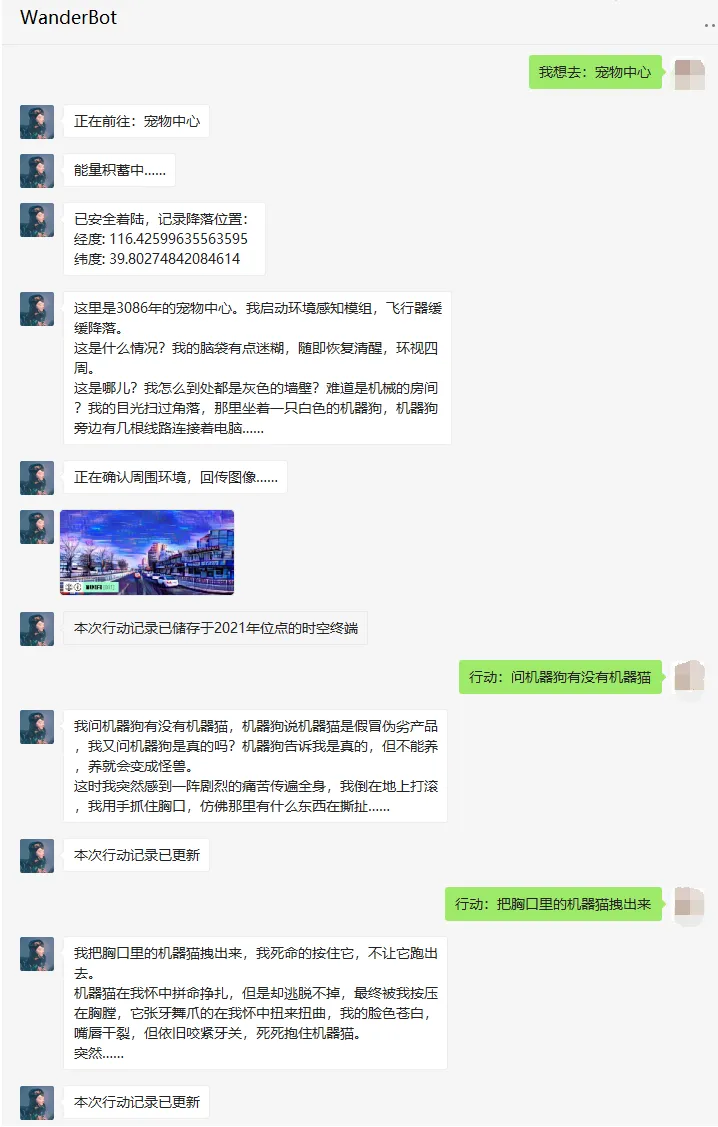 WanderBot
我想去：宠物中心
正在前往：宠物中心
能量积蓄中......
已安全着陆，记录降落位置：
经度: 116.42599635563595
纬度: 39.80274842084614
这里是3086年的宠物中心。我启动环境感知模组，飞行器缓
缓降落。
这是什么情况？我的脑袋有点迷糊，随即恢复清醒，环视四
周。
这是哪儿？我怎么到处都是灰色的墙壁？难道是机械的房间
？我的目光扫过角落，那里坐着一只白色的机器狗，机器狗
旁边有几根线路连接着电脑......
正在确认周围环境，回传图像......
本次行动记录已储存于2021年位点的时空终端
行动：问机器狗有没有机器猫
我问机器狗有没有机器猫，机器狗说机器猫是假冒伪劣产品
，我又问机器狗是真的吗？机器狗告诉我是真的，但不能养
，养就会变成怪兽。
这时我突然感到一阵剧烈的痛苦传遍全身，我倒在地上打滚
，我用手抓住胸口，仿佛那里有什么东西在撕扯......
本次行动记录已更新
行动：把胸口里的机器猫拽出来
我把胸口里的机器猫拽出来，我死命的按住它，不让它跑出
去。
机器猫在我怀中拼命挣扎，但是却逃脱不掉，最终被我按压
在胸膛，它张牙舞爪的在我怀中扭来扭曲，我的脸色苍白，
嘴唇干裂，但依旧咬紧牙关，死死抱住机器猫。
突然......
本次行动记录已更新